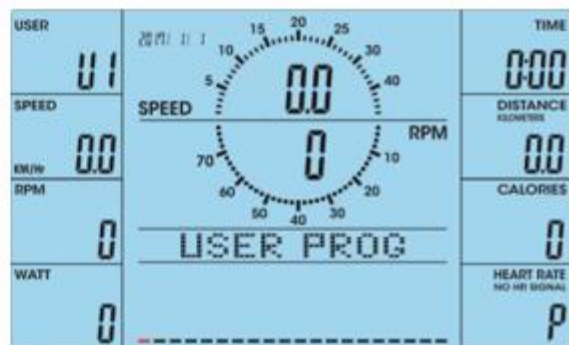 USER
U1
SPEED
KM/Hr 0.0
RPM
0
WATT
0
15 20 25
10 30
5 40
SPEED 0.0
0 RPM
70 10
60 20
50 40 30
USER PROG
TIME
0:00
DISTANCE
KILOMETERS
0.0
CALORIES
0
HEART RATE
NO HR SIGNAL
P